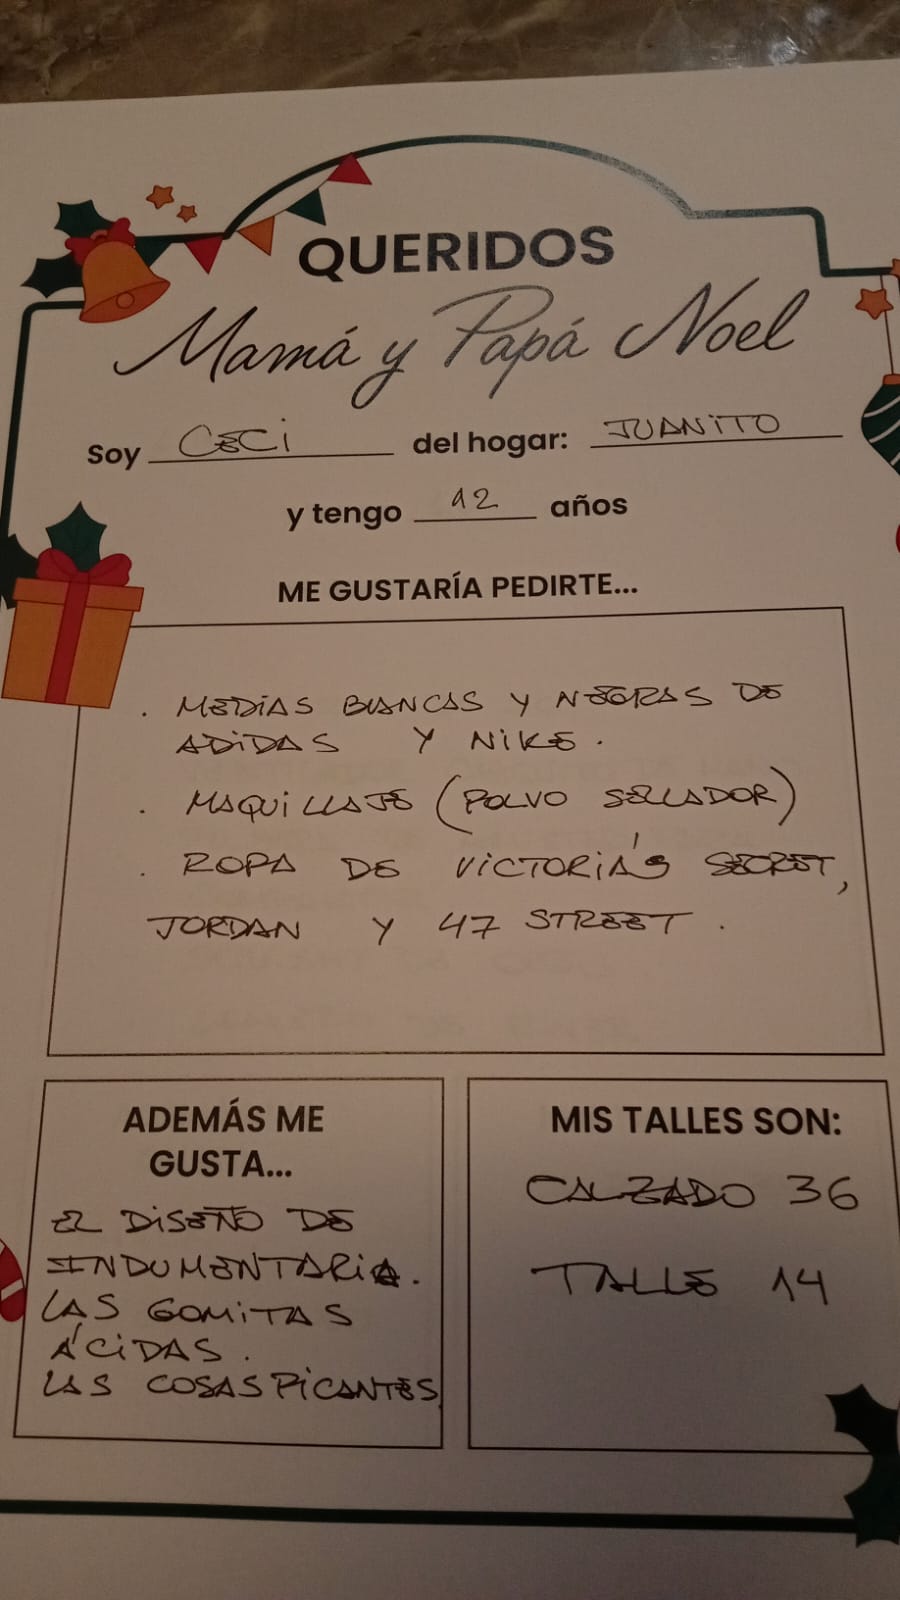 QUERIDOS
Mamá y Papá Noel
Soy CECi del hogar: JUANiTO
y tengo 12 años
ME GUSTARÍA PEDIRTE...
. MEDiAS BLANCAS Y NEGRAS DE
ADiDAS Y NiKE.
. MAQUiLLAJE (POLVO SELLADOR)
. ROPA DE ViCTORiA'S SECRET,
JORDAN Y 47 STREET.
ADEMÁS ME
GUSTA...
EL DiSEÑO DE
INDUMENTARiA.
LAS GOMiTAS
ÁCiDAS.
LAS COSAS PiCANTES.
MIS TALLES SON:
CALZADO 36
TALLE 14